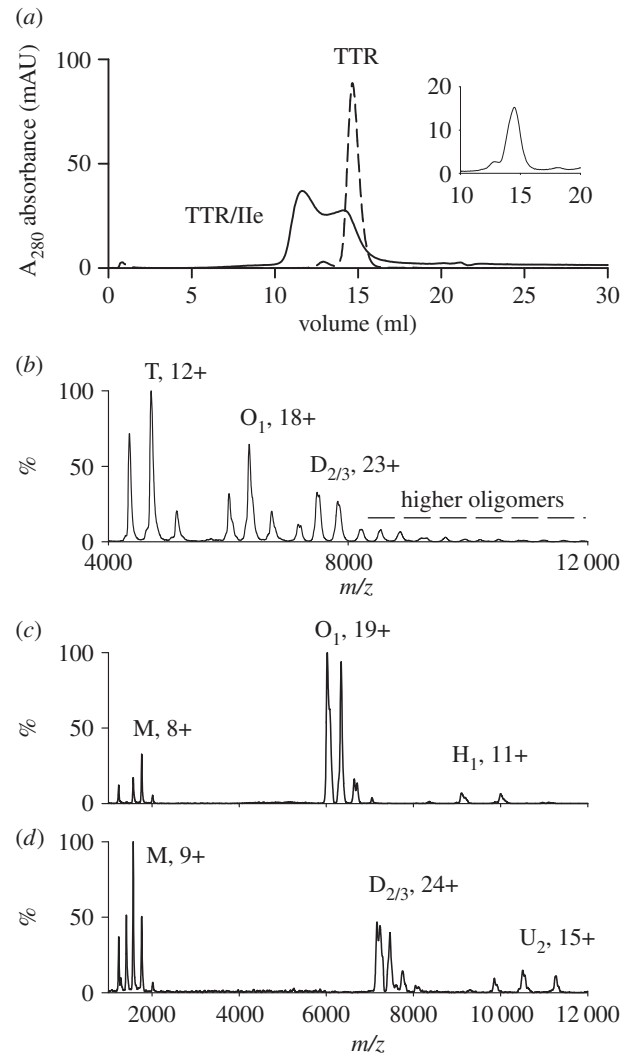 (a)
TTR
100
50
0
A280 absorbance (mAU)
TTR/IIe
20
10
0
10 15 20
0 5 10 15 20 25 30
volume (ml)
(b)
T, 12+
100
50
0
%
O1, 18+
D2/3, 23+
higher oligomers
4000 8000 12 000
m/z
(c)
O1, 19+
100
50
0
%
M, 8+
H1, 11+
(d)
100
50
0
%
M, 9+
D2/3, 24+
U2, 15+
2000 4000 6000 8000 10 000 12 000
m/z